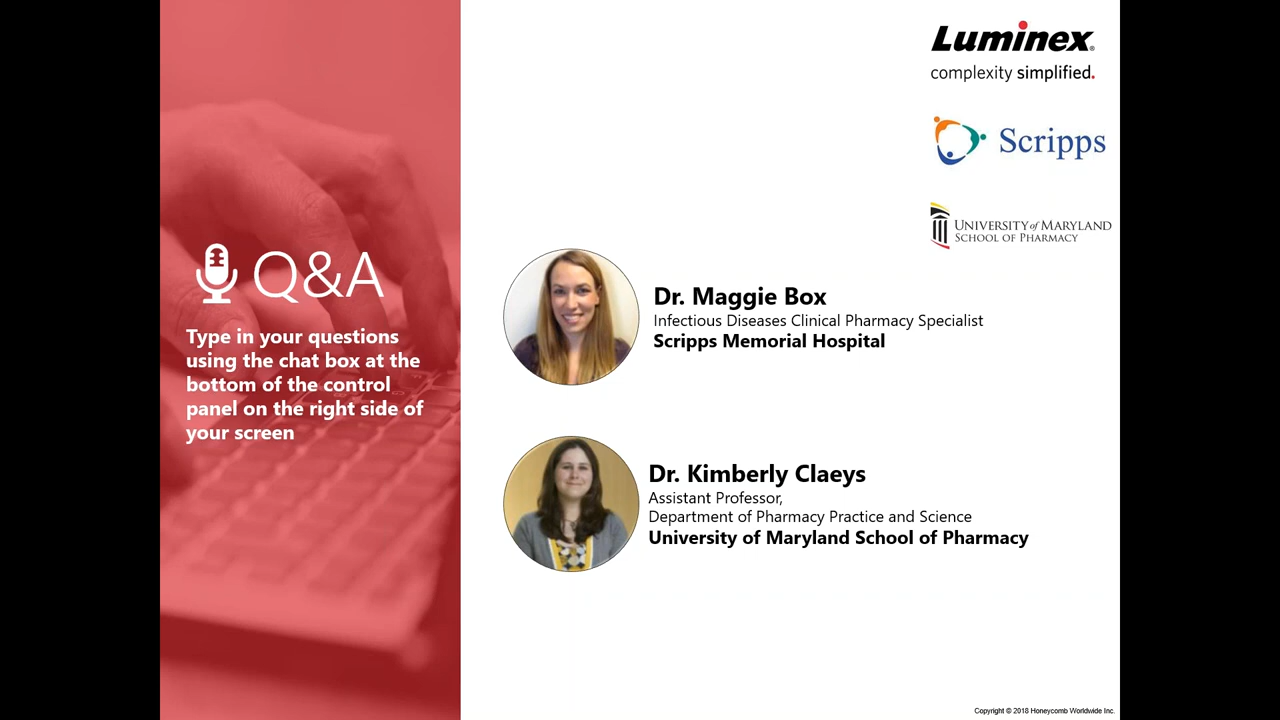 Luminex®
complexity simplified.
Scripps
UNIVERSITY of MARYLAND
SCHOOL OF PHARMACY
Q&A
Type in your questions
using the chat box at the
bottom of the control
panel on the right side of
your screen
Dr. Maggie Box
Infectious Diseases Clinical Pharmacy Specialist
Scripps Memorial Hospital
Dr. Kimberly Claeys
Assistant Professor,
Department of Pharmacy Practice and Science
University of Maryland School of Pharmacy
Copyright © 2018 Honeycomb Worldwide Inc.